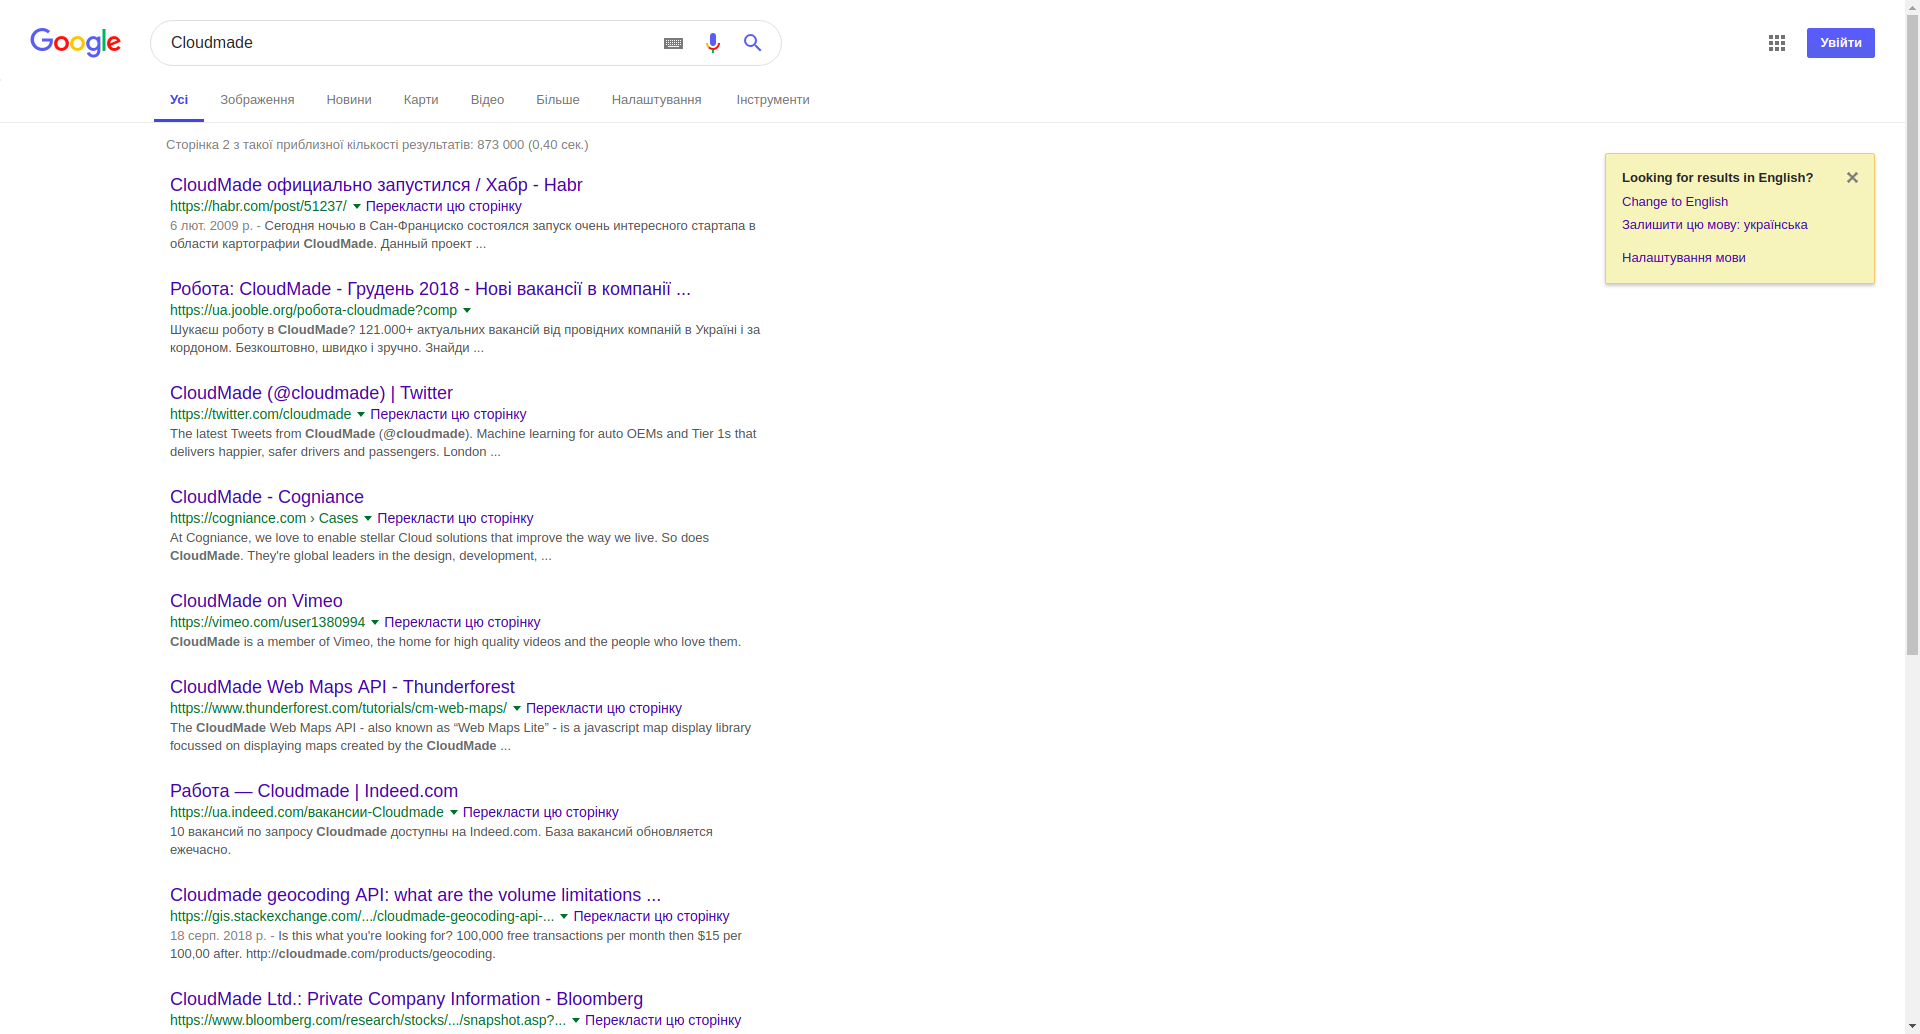 Google
Cloudmade
Увійти
Усі Зображення Новини Карти Відео Більше Налаштування Інструменти
Сторінка 2 з такої приблизної кількості результатів: 873 000 (0,40 сек.)
Looking for results in English?
Change to English
Залишити цю мову: українська
Налаштування мови
CloudMade официально запустился / Хабр - Habr
https://habr.com/post/51237/ Перекласти цю сторінку
6 лют. 2009 р. - Сегодня ночью в Сан-Франциско состоялся запуск очень интересного стартапа в
области картографии CloudMade. Данный проект ...
Робота: CloudMade - Грудень 2018 - Нові вакансії в компанії ...
https://ua.jooble.org/робота-cloudmade?comp
Шукаєш роботу в CloudMade? 121.000+ актуальних вакансій від провідних компаній в Україні і за
кордоном. Безкоштовно, швидко і зручно. Знайди ...
CloudMade (@cloudmade) | Twitter
https://twitter.com/cloudmade Перекласти цю сторінку
The latest Tweets from CloudMade (@cloudmade). Machine learning for auto OEMs and Tier 1s that
delivers happier, safer drivers and passengers. London ...
CloudMade - Cogniance
https://cogniance.com › Cases Перекласти цю сторінку
At Cogniance, we love to enable stellar Cloud solutions that improve the way we live. So does
CloudMade. They're global leaders in the design, development, ...
CloudMade on Vimeo
https://vimeo.com/user1380994 Перекласти цю сторінку
CloudMade is a member of Vimeo, the home for high quality videos and the people who love them.
CloudMade Web Maps API - Thunderforest
https://www.thunderforest.com/tutorials/cm-web-maps/ Перекласти цю сторінку
The CloudMade Web Maps API - also known as “Web Maps Lite” - is a javascript map display library
focussed on displaying maps created by the CloudMade ...
Работа — Cloudmade | Indeed.com
https://ua.indeed.com/вакансии-Cloudmade Перекласти цю сторінку
10 вакансий по запросу Cloudmade доступны на Indeed.com. База вакансий обновляется
ежечасно.
Cloudmade geocoding API: what are the volume limitations ...
https://gis.stackexchange.com/.../cloudmade-geocoding-api-... Перекласти цю сторінку
18 серп. 2018 р. - Is this what you're looking for? 100,000 free transactions per month then $15 per
100,00 after. http://cloudmade.com/products/geocoding.
CloudMade Ltd.: Private Company Information - Bloomberg
https://www.bloomberg.com/research/stocks/.../snapshot.asp?... Перекласти цю сторінку